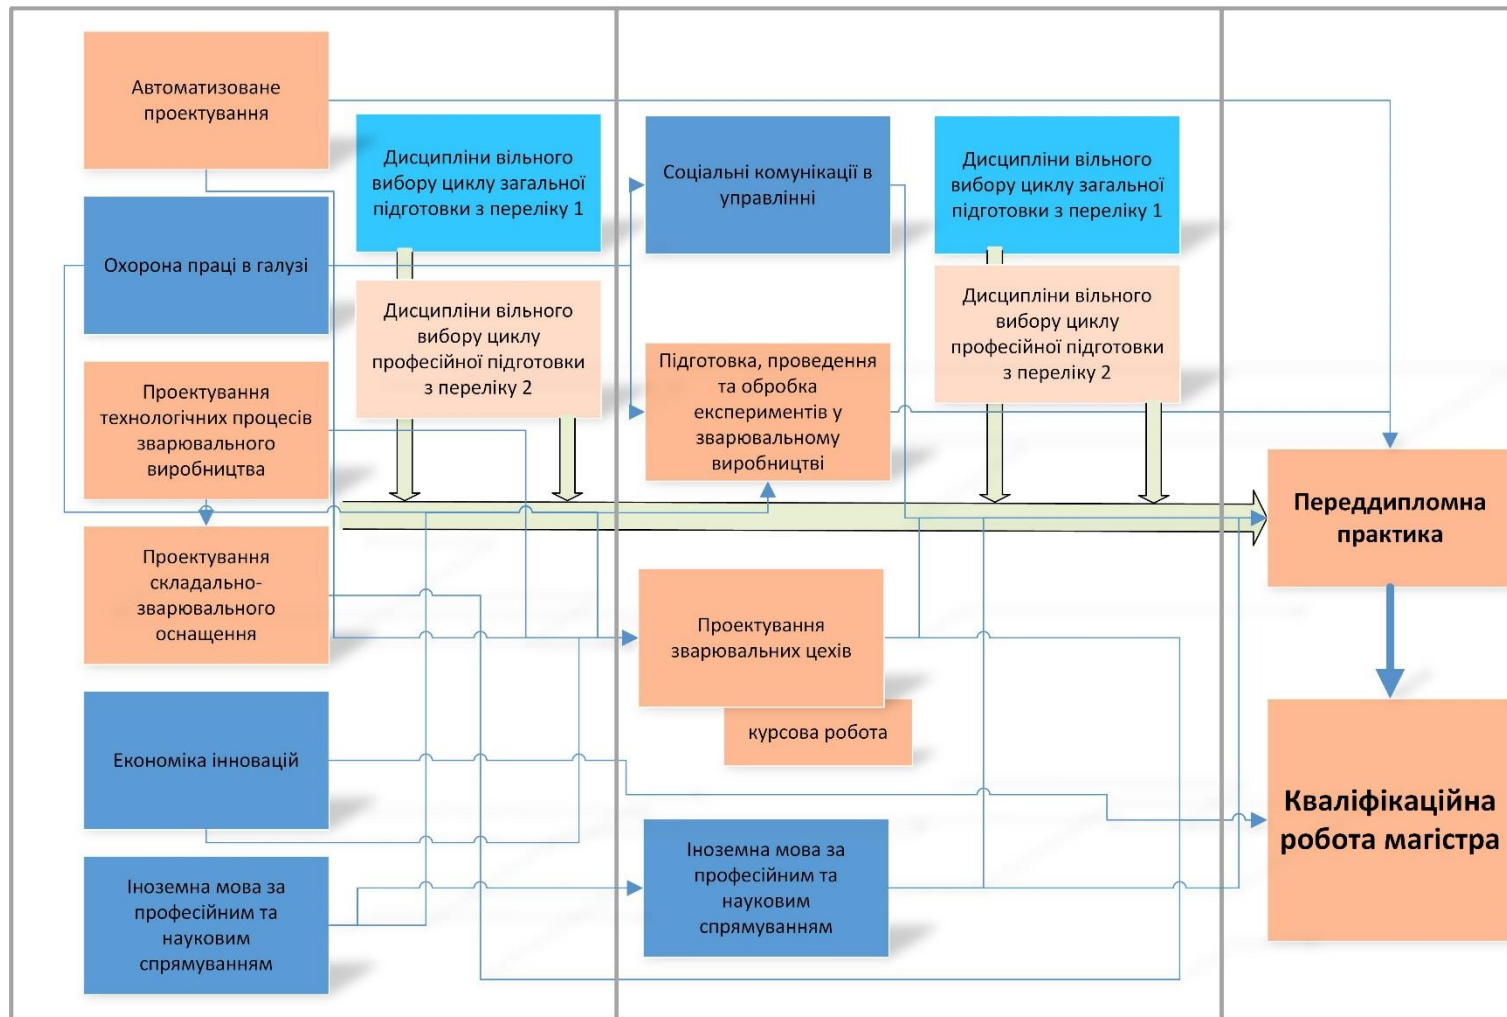 Автоматизоване
проектування
Охорона праці в галузі
Проектування
технологічних процесів
зварювального
виробництва
Проектування
складально-
зварювального
оснащення
Економіка інновацій
Іноземна мова за
професійним та
науковим
спрямуванням
Дисципліни вільного
вибору циклу загальної
підготовки з переліку 1
Дисципліни вільного
вибору циклу
професійної підготовки
з переліку 2
Соціальні комунікації в
управлінні
Підготовка, проведення
та обробка
експериментів у
зварювальному
виробництві
Проектування
зварювальних цехів
курсова робота
Іноземна мова за
професійним та
науковим
спрямуванням
Дисципліни вільного
вибору циклу загальної
підготовки з переліку 1
Дисципліни вільного
вибору циклу
професійної підготовки
з переліку 2
Переддипломна
практика
Кваліфікаційна
робота магістра